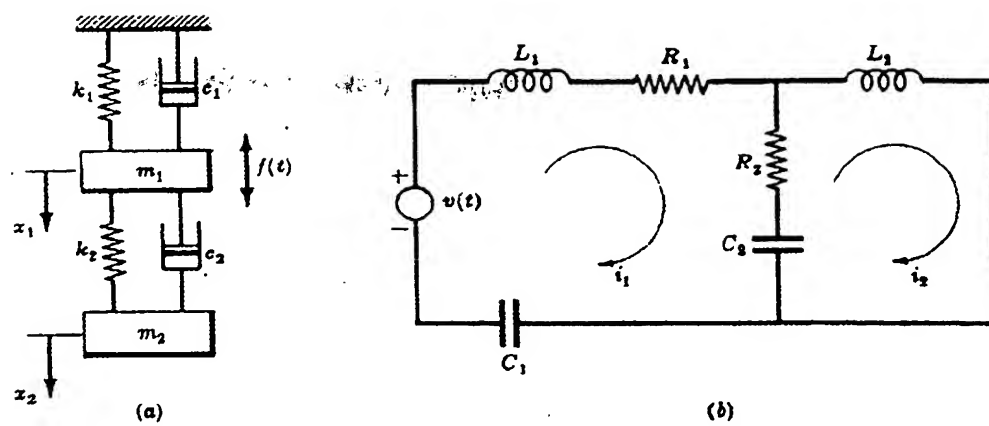 k₁
c₁
m₁
f(t)
x₁
k₂
c₂
m₂
x₂
(a)
L₁
R₁
L₂
R₂
+
v(t)
−
C₂
i₁
i₂
C₁
(b)